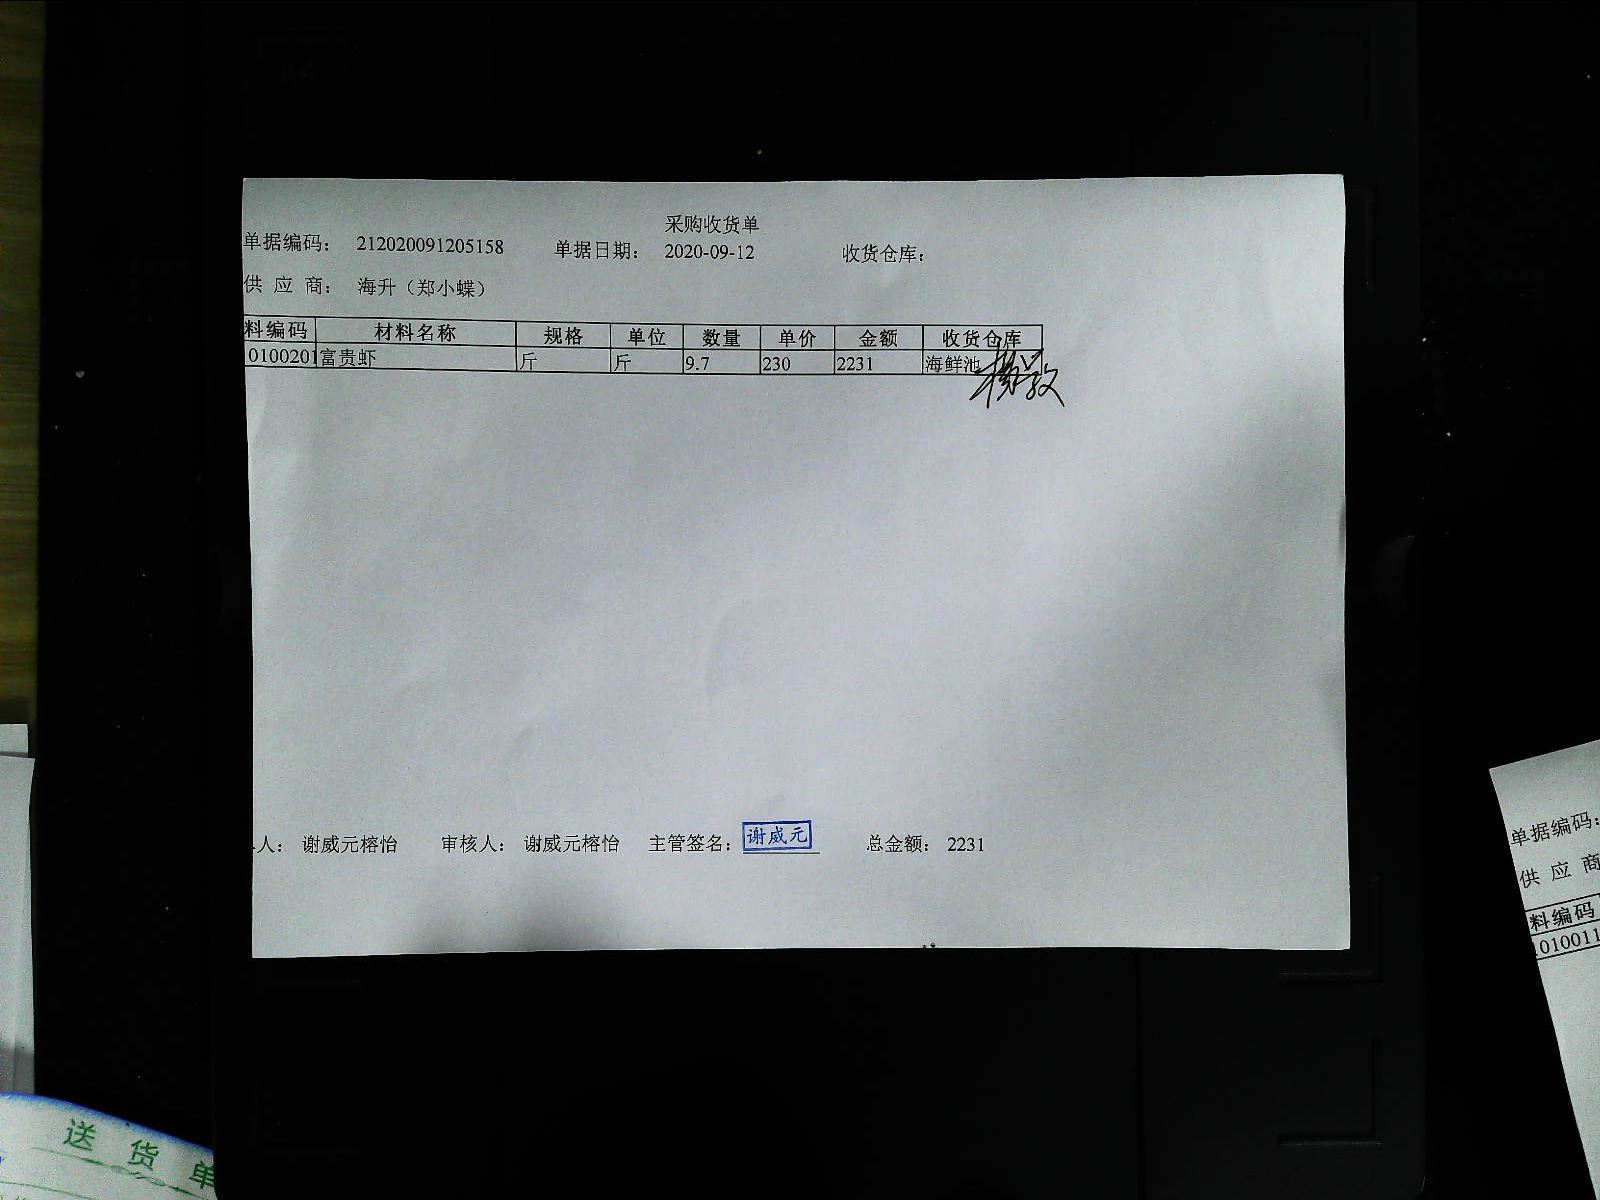 采购收货单
单据编码： 212020091205158 单据日期： 2020-09-12 收货仓库：
供 应 商： 海升（郑小蝶）
料编码 材料名称 规格 单位 数量 单价 金额 收货仓库
0100201 富贵虾 斤 斤 9.7 230 2231 海鲜池
人： 谢威元榕怡 审核人： 谢威元榕怡 主管签名： 谢威元 总金额： 2231
单据编码：
供 应 商
料编码
010011
送货单